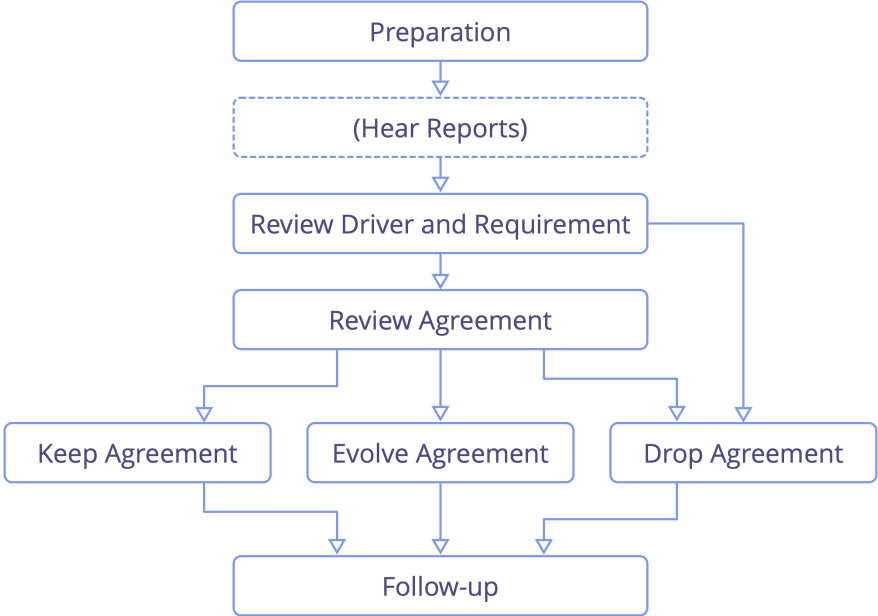 Preparation
(Hear Reports)
Review Driver and Requirement
Review Agreement
Keep Agreement
Evolve Agreement
Drop Agreement
Follow-up